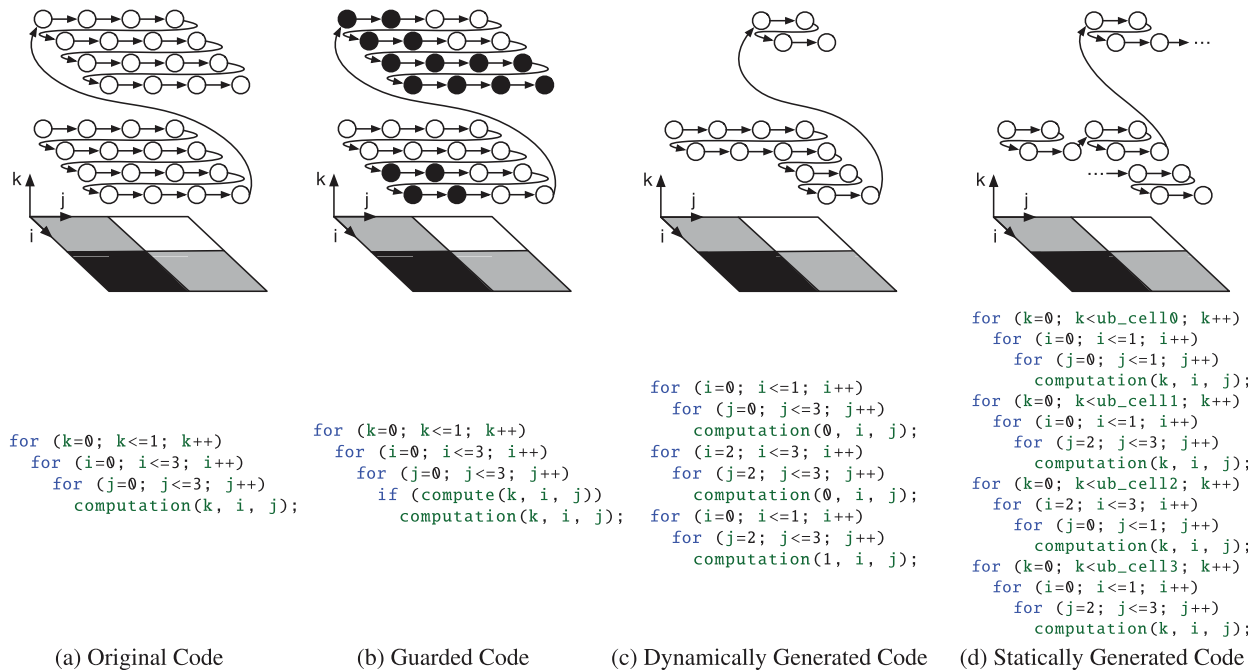 k
j
i
k
j
i
k
j
i
k
j
i
...
...
for (k=0; k<=1; k++)
for (i=0; i<=3; i++)
for (j=0; j<=3; j++)
computation(k, i, j);
(a) Original Code
for (k=0; k<=1; k++)
for (i=0; i<=3; i++)
for (j=0; j<=3; j++)
if (compute(k, i, j))
computation(k, i, j);
(b) Guarded Code
for (i=0; i<=1; i++)
for (j=0; j<=3; j++)
computation(0, i, j);
for (i=2; i<=3; i++)
for (j=2; j<=3; j++)
computation(0, i, j);
for (i=0; i<=1; i++)
for (j=2; j<=3; j++)
computation(1, i, j);
(c) Dynamically Generated Code
for (k=0; k<ub_cell0; k++)
for (i=0; i<=1; i++)
for (j=0; j<=1; j++)
computation(k, i, j);
for (k=0; k<ub_cell1; k++)
for (i=0; i<=1; i++)
for (j=2; j<=3; j++)
computation(k, i, j);
for (k=0; k<ub_cell2; k++)
for (i=2; i<=3; i++)
for (j=0; j<=1; j++)
computation(k, i, j);
for (k=0; k<ub_cell3; k++)
for (i=0; i<=1; i++)
for (j=2; j<=3; j++)
computation(k, i, j);
(d) Statically Generated Code